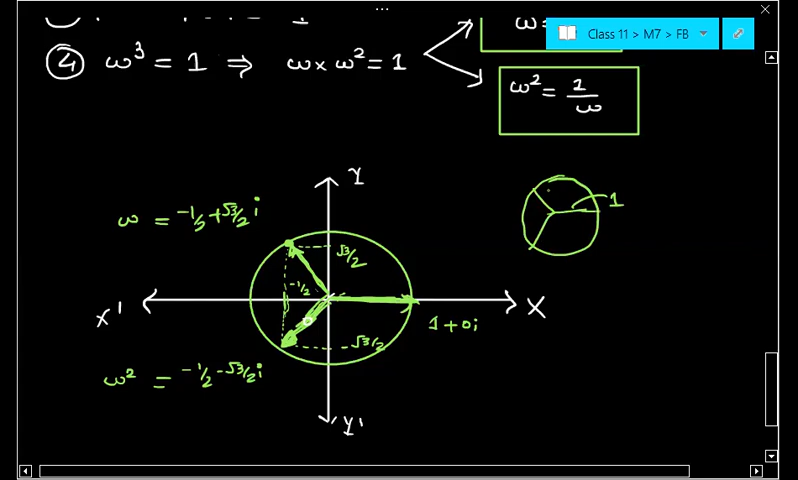 Class 11 > M7 > FB
④ ω³ = 1 ⇒ ω × ω² = 1
ω² = 1/ω
Y
ω = -1/2 + √3/2 i
1
√3/2
-1/2
X'
X
1 + 0i
√3/2
ω² = -1/2 - √3/2 i
Y'